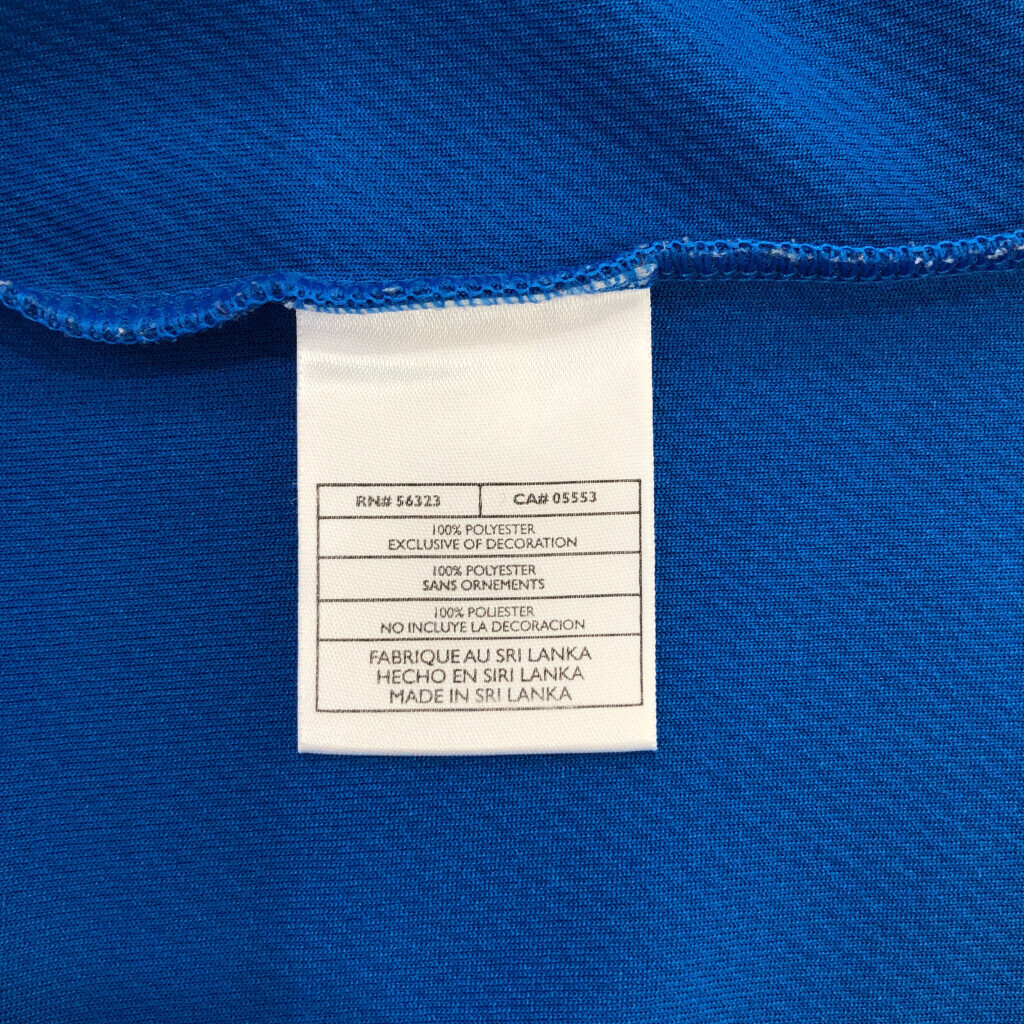 RN# 56323 CA# 05553
100% POLYESTER
EXCLUSIVE OF DECORATION
100% POLYESTER
SANS ORNEMENTS
100% POLIESTER
NO INCLUYE LA DECORACION
FABRIQUE AU SRI LANKA
HECHO EN SIRI LANKA
MADE IN SRI LANKA